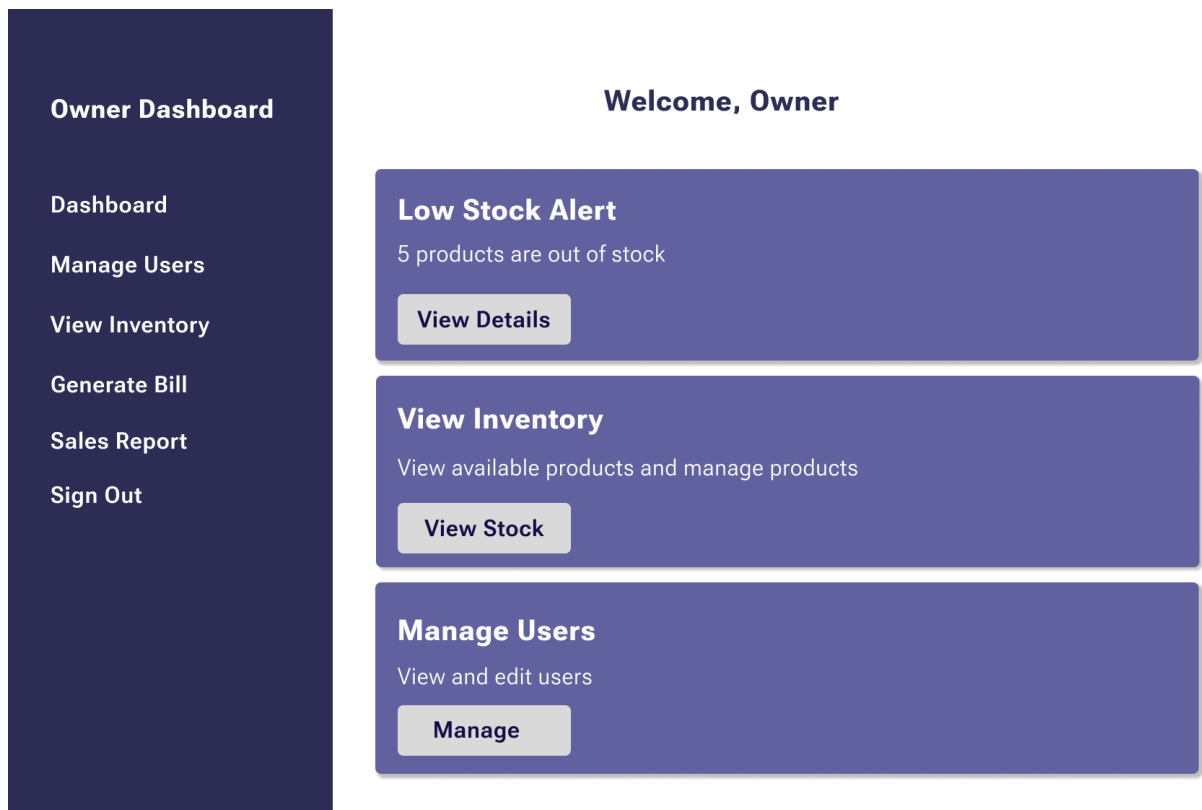 Owner Dashboard
Dashboard
Manage Users
View Inventory
Generate Bill
Sales Report
Sign Out
Welcome, Owner
Low Stock Alert
5 products are out of stock
View Details
View Inventory
View available products and manage products
View Stock
Manage Users
View and edit users
Manage